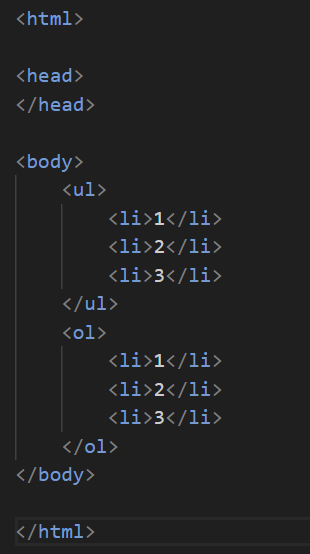 <html>
<head>
</head>
<body>
<ul>
<li>1</li>
<li>2</li>
<li>3</li>
</ul>
<ol>
<li>1</li>
<li>2</li>
<li>3</li>
</ol>
</body>
</html>